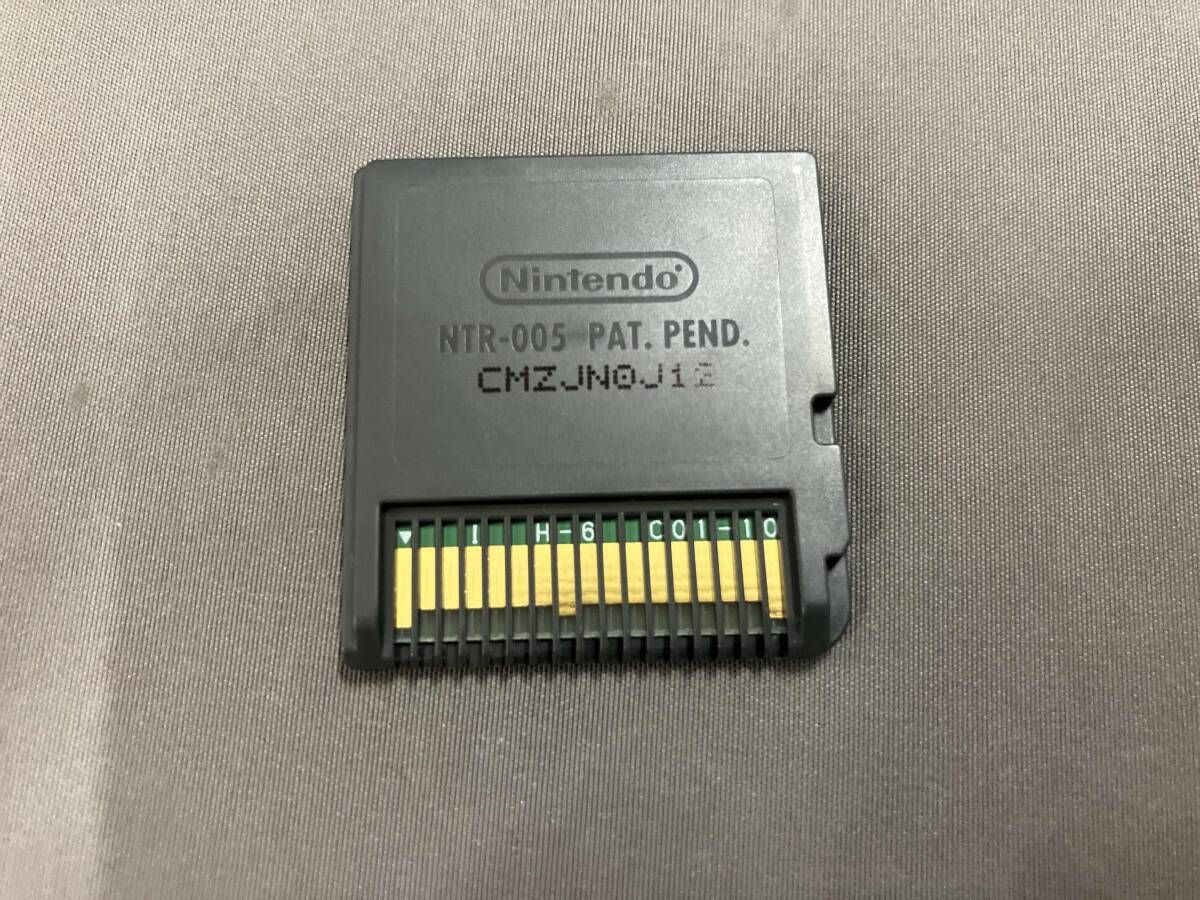 Nintendo®
NTR-005 PAT. PEND.
CMZJN0J12
▼ I H-6 C01-10